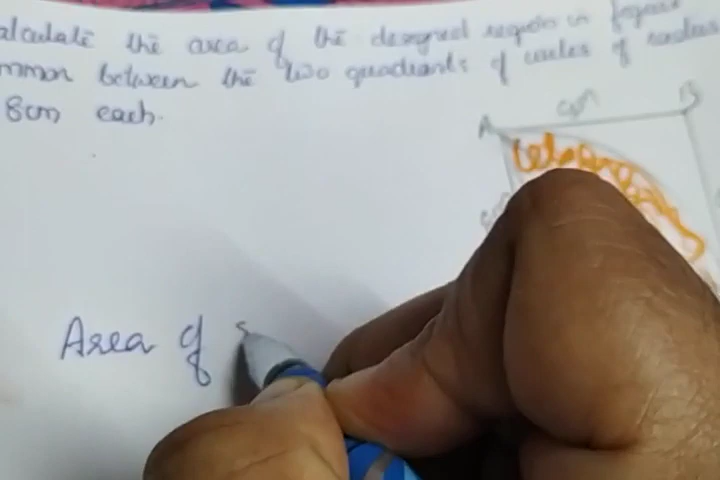 alculate the area of the designed region in figure
mmon between the two quadrants of circles of radius
8cm each.
A
8cm
B
Area of s